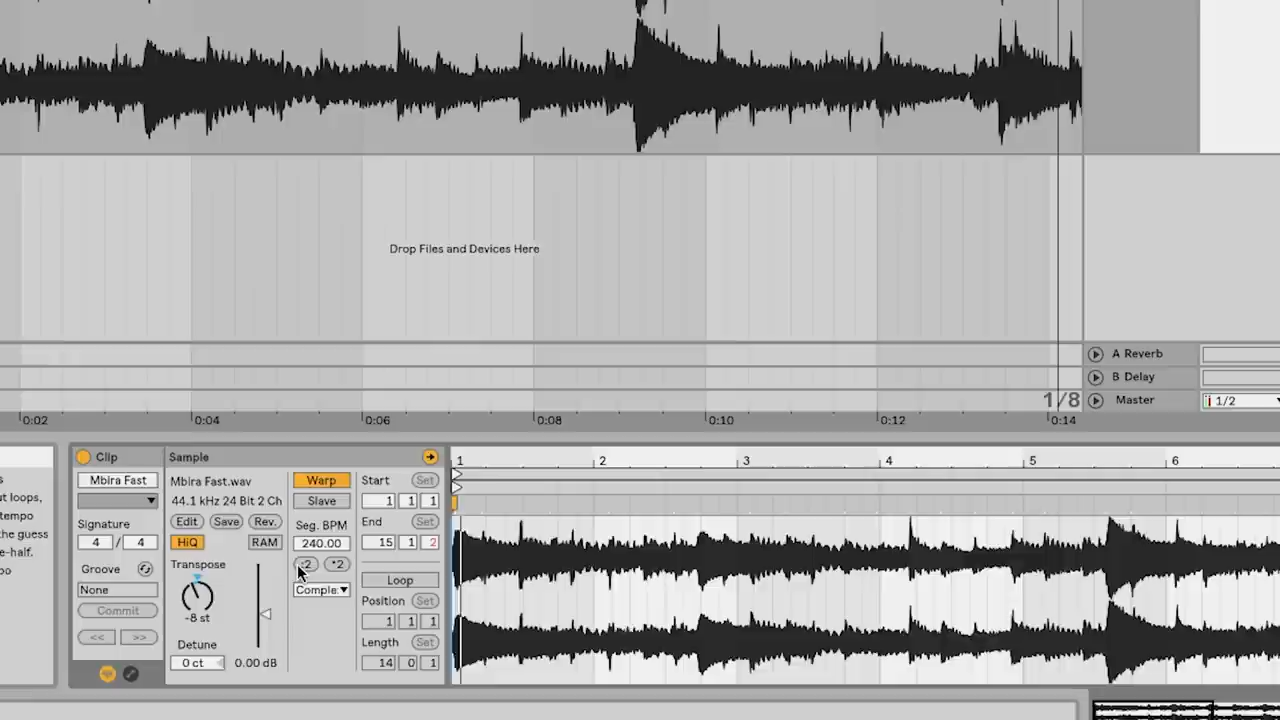 Drop Files and Devices Here
A Reverb
B Delay
1/8
Master
1/2
0:02
0:04
0:06
0:08
0:10
0:12
0:14
ut loops,
tempo
the guess
e-half.
Clip
Mbira Fast
Signature
4 / 4
Groove
None
Commit
<< >>
Sample
Mbira Fast.wav
44.1 kHz 24 Bit 2 Ch
Edit Save Rev.
HiQ RAM
Transpose
-8 st
Detune
0 ct 0.00 dB
Warp
Slave
Seg. BPM
240.00
:2 *2
Comple
Start Set
1 1 1
End Set
15 1 2
Loop
Position Set
1 1 1
Length Set
14 0 1
1 2 3 4 5 6